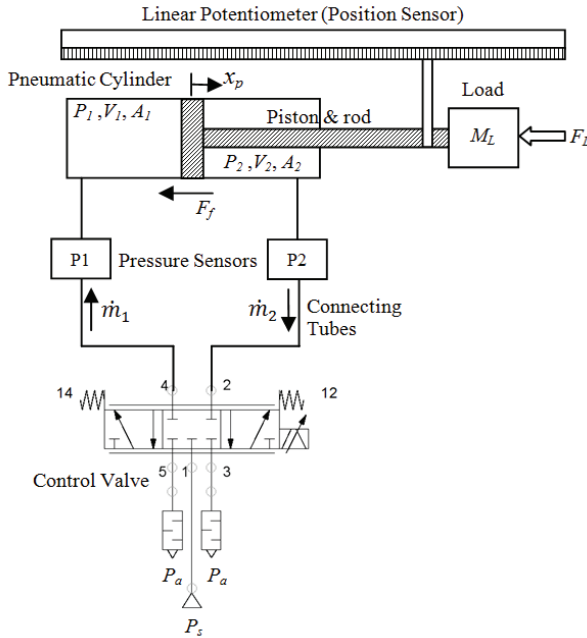 Linear Potentiometer (Position Sensor)
Pneumatic Cylinder
x_p
Load
P_1 ,V_1, A_1
Piston & rod
M_L
F_L
P_2 ,V_2, A_2
F_f
P1
Pressure Sensors
P2
ṁ_1
ṁ_2
Connecting
Tubes
4
2
14
12
5
1
3
Control Valve
P_a
P_a
P_s